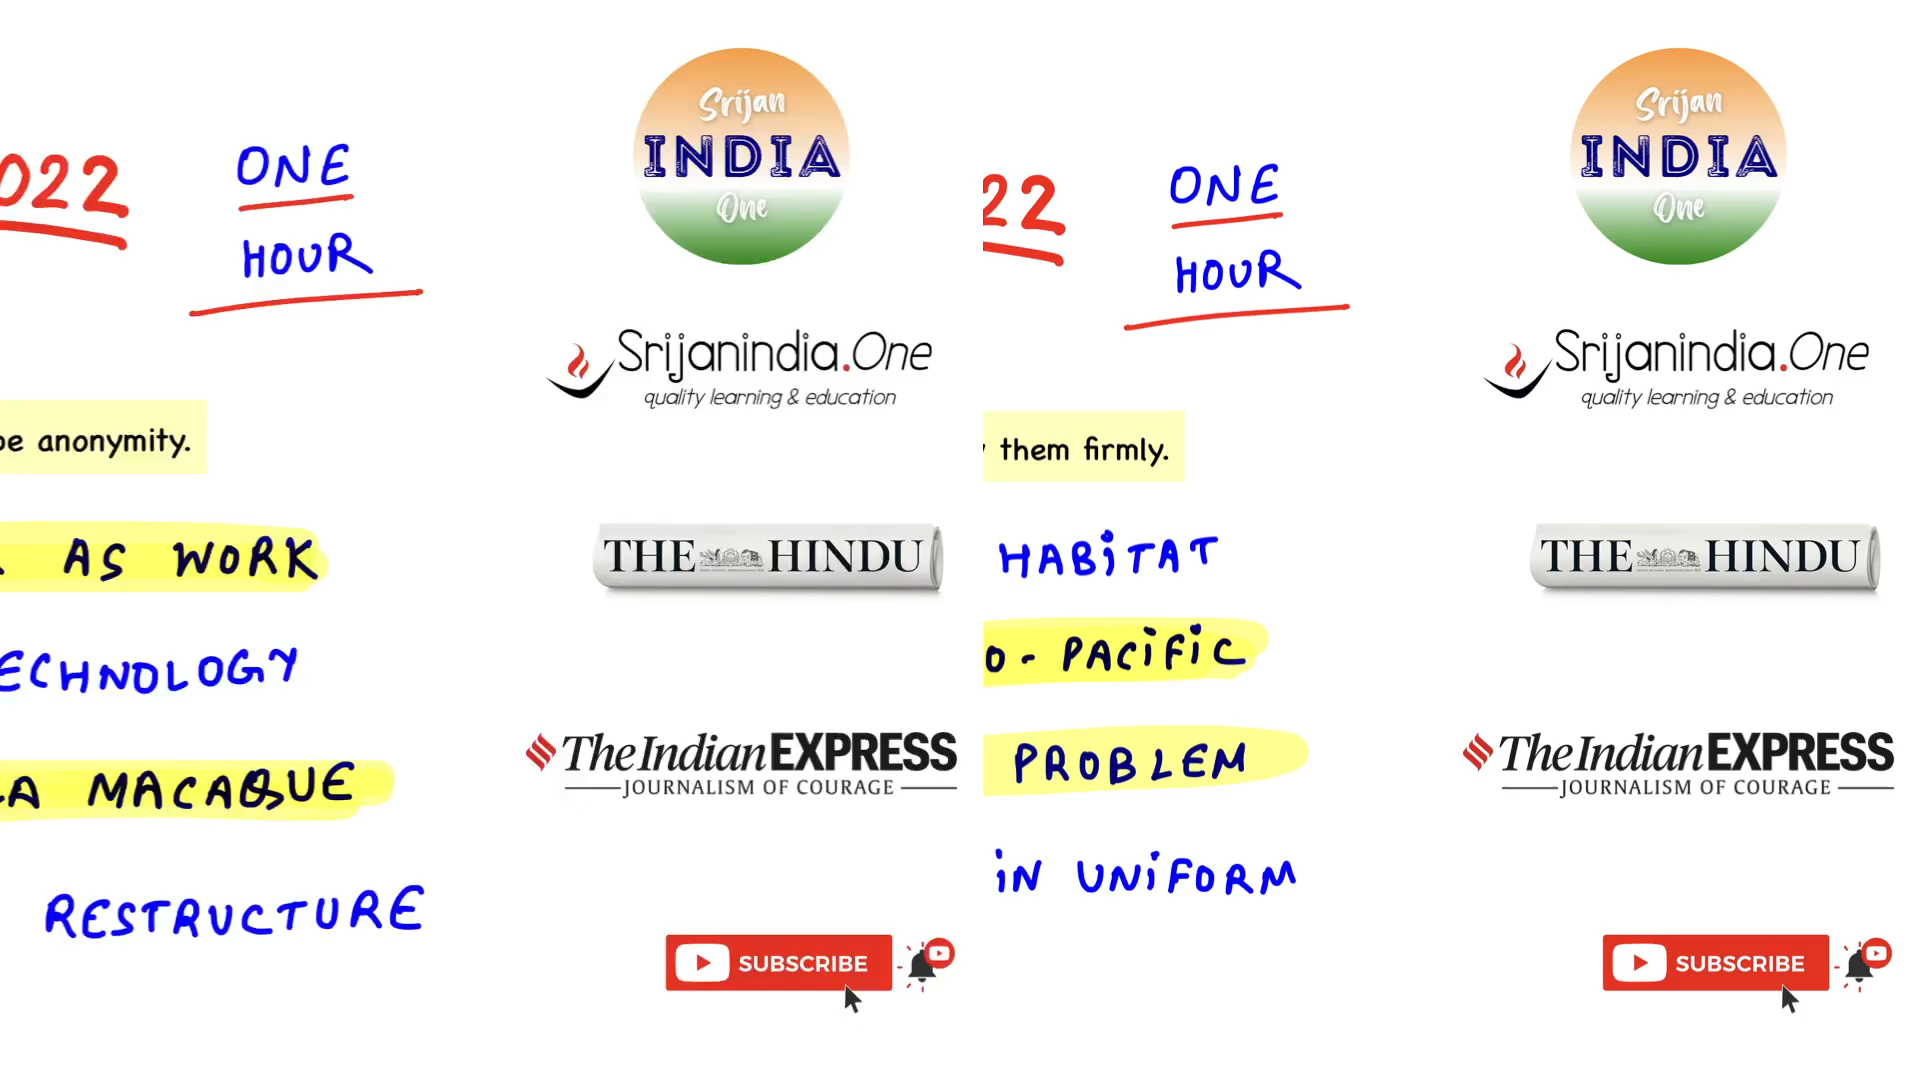 022
ONE
HOUR
be anonymity.
AS WORK
ECHNOLOGY
LA MACAQUE
RESTRUCTURE
Srijan
INDIA
One
Srijanindia.One
quality learning & education
THE HINDU
The Indian EXPRESS
JOURNALISM OF COURAGE
SUBSCRIBE
22
ONE
HOUR
them firmly.
HABITAT
O - PACIFIC
PROBLEM
IN UNIFORM
Srijan
INDIA
One
Srijanindia.One
quality learning & education
THE HINDU
The Indian EXPRESS
JOURNALISM OF COURAGE
SUBSCRIBE